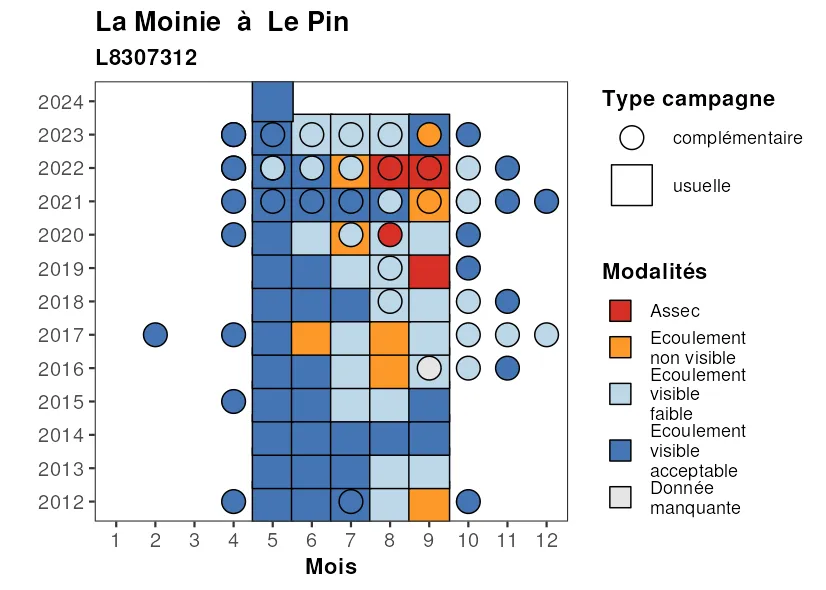 La Moinie à Le Pin
L8307312
2024
2023
2022
2021
2020
2019
2018
2017
2016
2015
2014
2013
2012
1 2 3 4 5 6 7 8 9 10 11 12
Mois
Type campagne
complémentaire
usuelle
Modalités
Assec
Ecoulement
non visible
Ecoulement
visible
faible
Ecoulement
visible
acceptable
Donnée
manquante